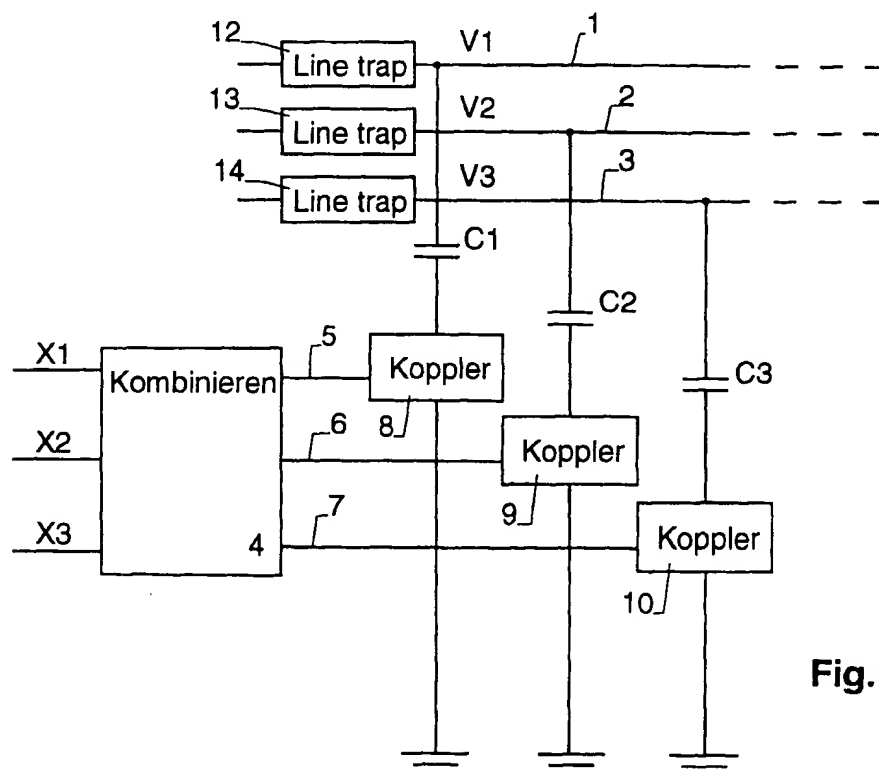 12 Line trap V1 1
13 Line trap V2 2
14 Line trap V3 3
C1
C2
C3
X1 Kombinieren 5 Koppler 8
X2 6 Koppler 9
X3 4 7 Koppler 10
Fig.